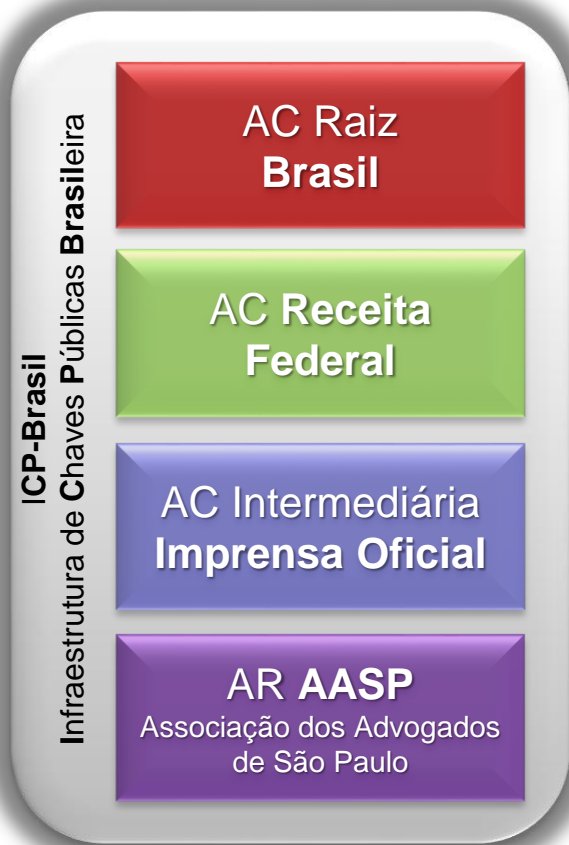 ICP-Brasil
Infraestrutura de Chaves Públicas Brasileira
AC Raiz
Brasil
AC Receita
Federal
AC Intermediária
Imprensa Oficial
AR AASP
Associação dos Advogados
de São Paulo